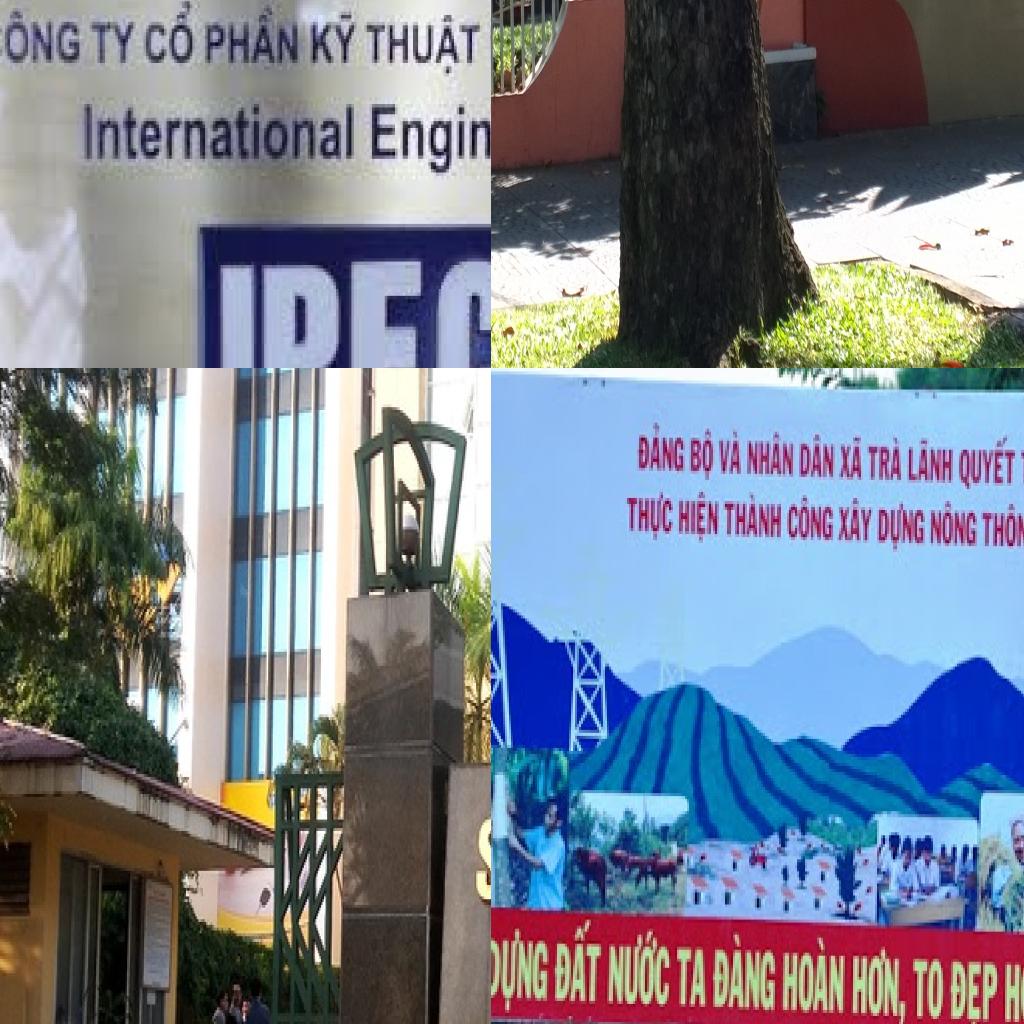 ÔNG TY CỔ PHẦN KỸ THUẬT
International Engin
IPEC
ĐẢNG BỘ VÀ NHÂN DÂN XÃ TRÀ LÃNH QUYẾT
THỰC HIỆN THÀNH CÔNG XÂY DỰNG NÔNG THÔN
DỰNG ĐẤT NƯỚC TA ĐÀNG HOÀN HƠN, TO ĐẸP H